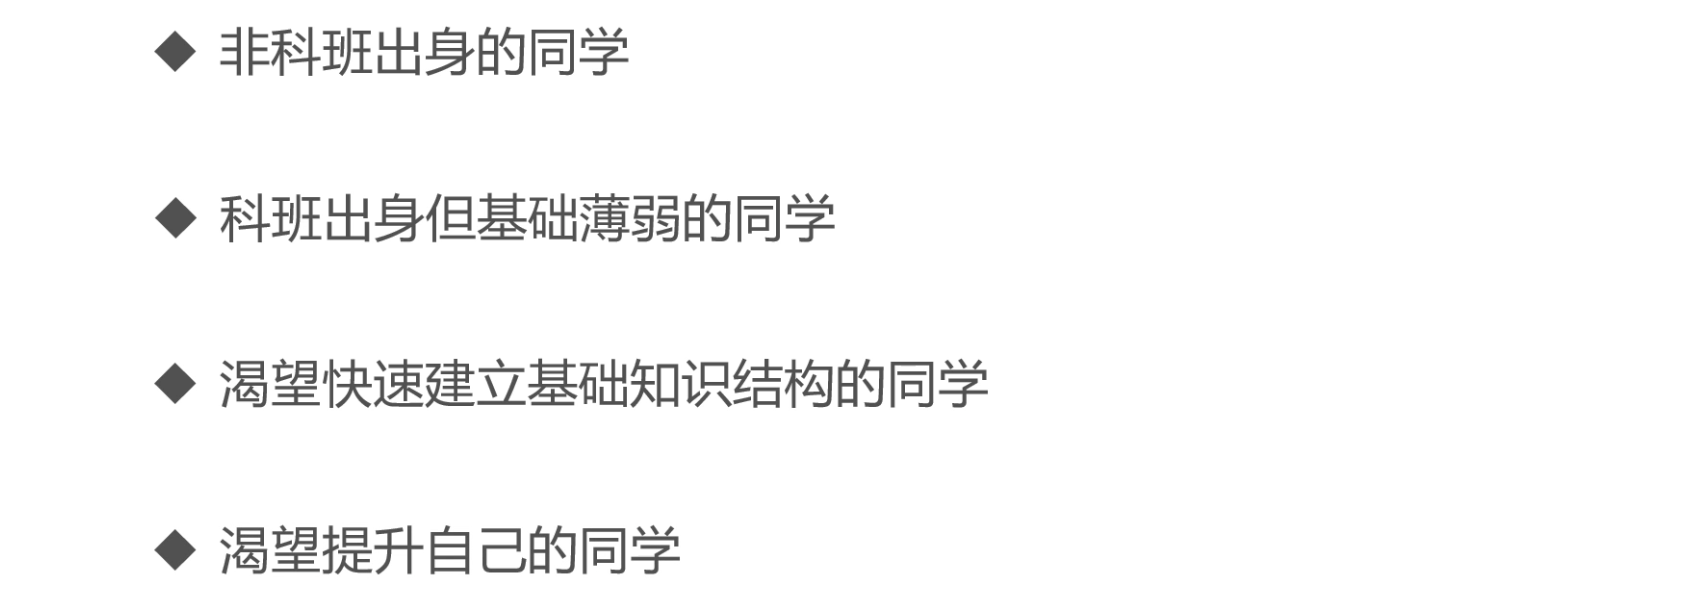 ◆ 非科班出身的同学
◆ 科班出身但基础薄弱的同学
◆ 渴望快速建立基础知识结构的同学
◆ 渴望提升自己的同学